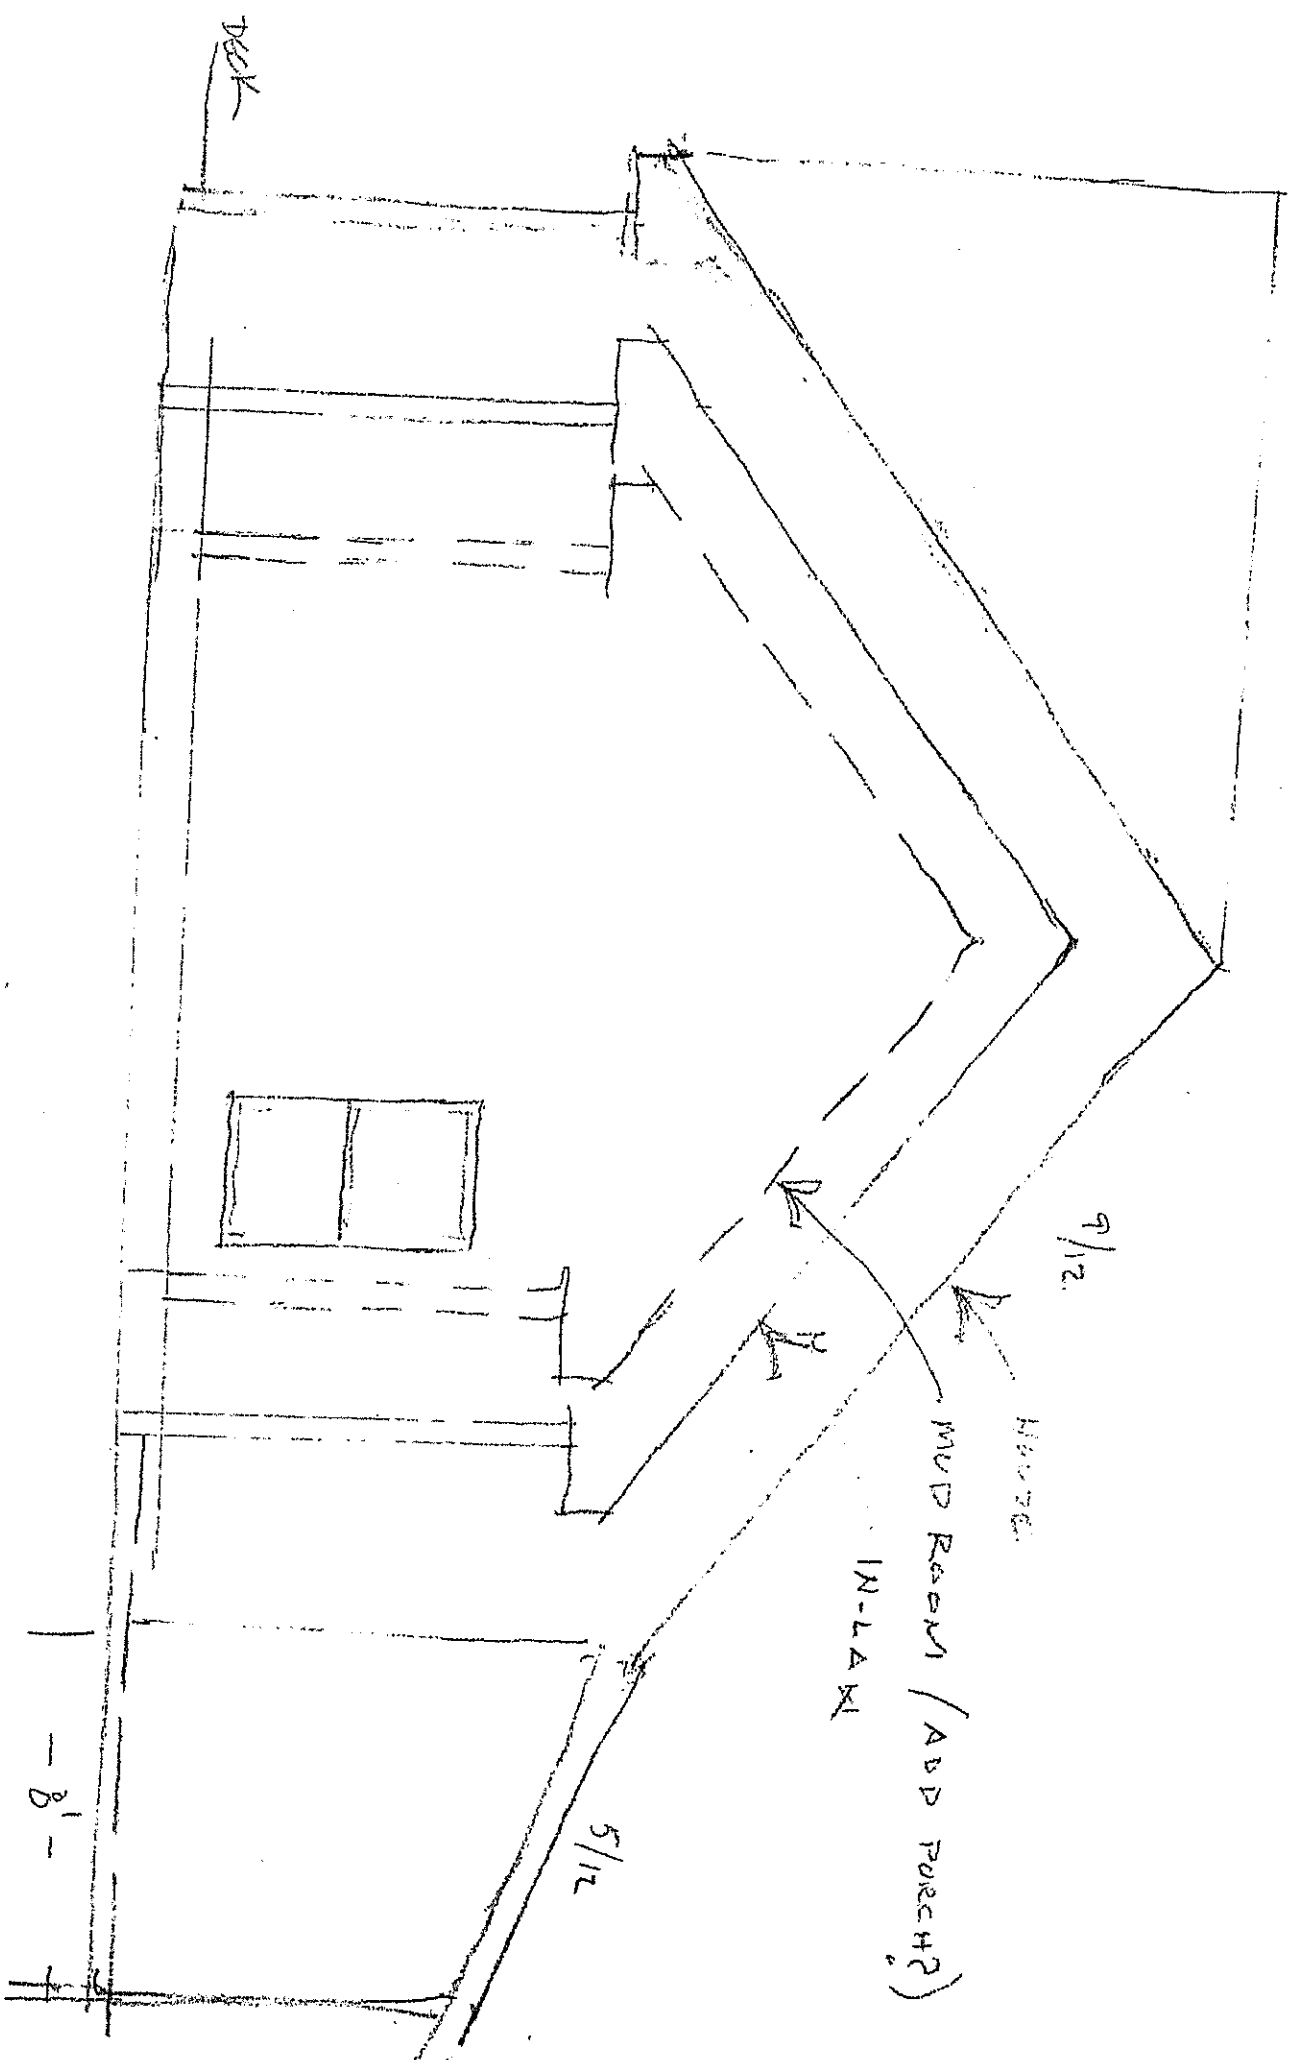 DECK
9/12
HOUSE
MUD ROOM / ADD PORCH?)
IN-LAW
5/12
- 8' -